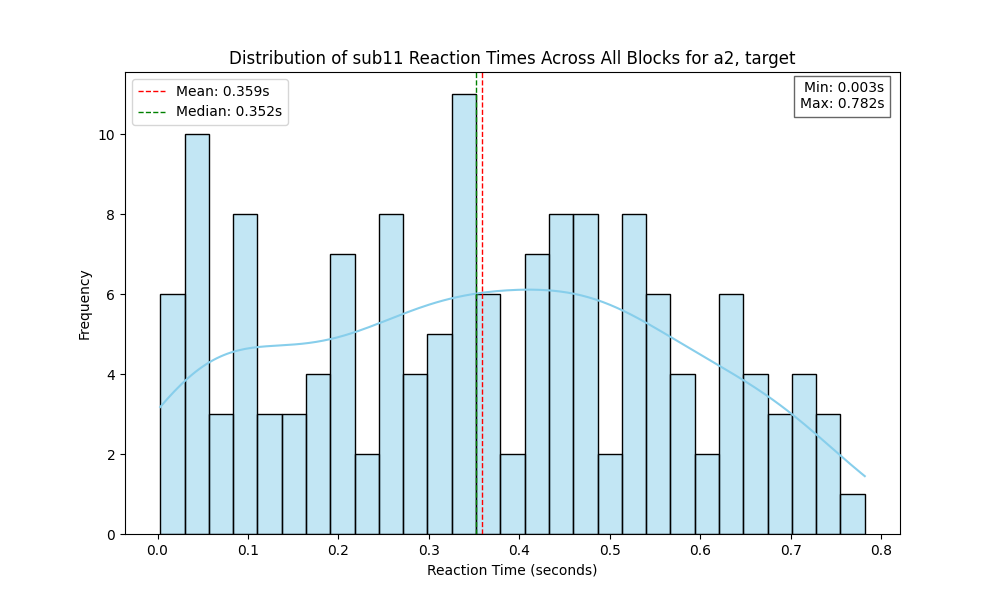 Distribution of sub11 Reaction Times Across All Blocks for a2, target
Mean: 0.359s
Median: 0.352s
Min: 0.003s
Max: 0.782s
Frequency
10
8
6
4
2
0
0.0 0.1 0.2 0.3 0.4 0.5 0.6 0.7 0.8
Reaction Time (seconds)